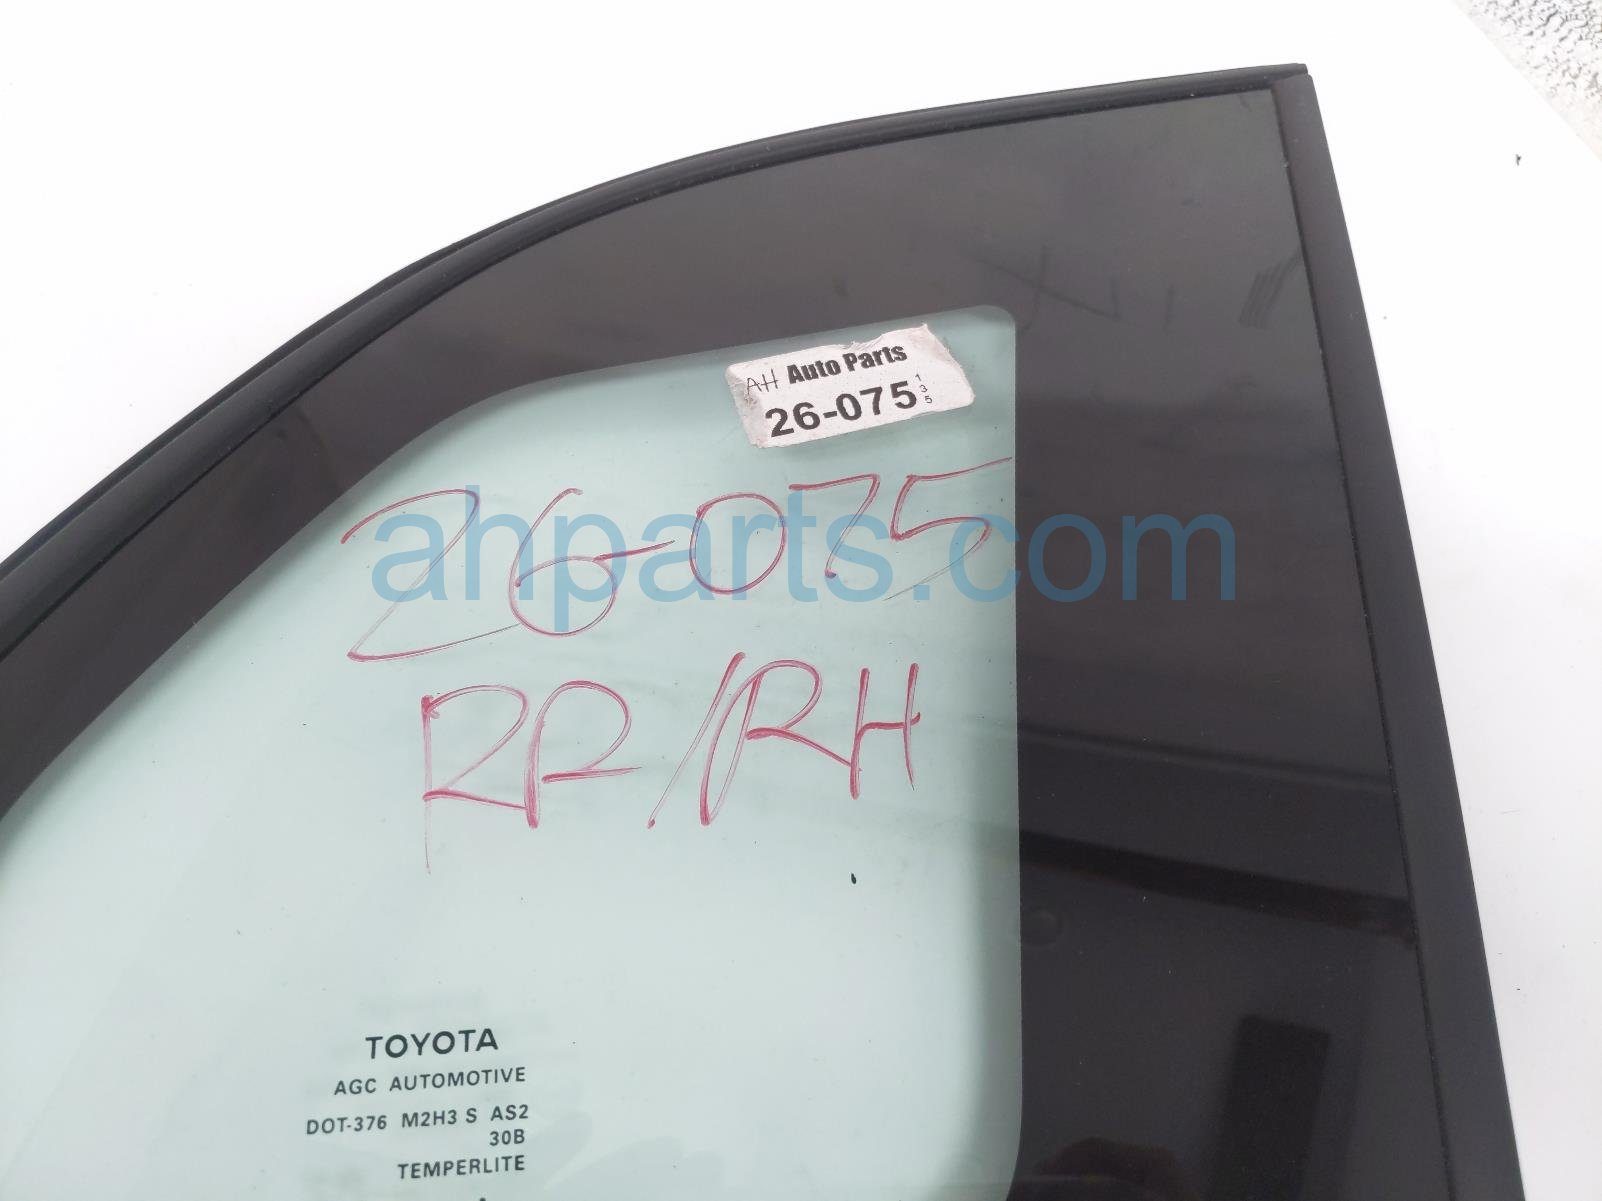 AH Auto Parts
26-075 135
26-075
ahparts.com
RR/RH
TOYOTA
AGC AUTOMOTIVE
DOT-376 M2H3 S AS2
30B
TEMPERLITE